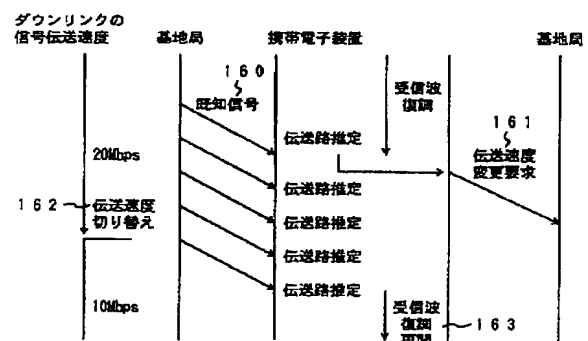 ダウンリンクの
信号伝送速度
基地局
携帯電子装置
基地局
160
既知信号
受信波
復調
161
伝送速度
変更要求
20Mbps
伝送路推定
伝送路推定
伝送路推定
伝送路推定
伝送路推定
162
伝送速度
切り替え
10Mbps
受信波
復調
163
再開